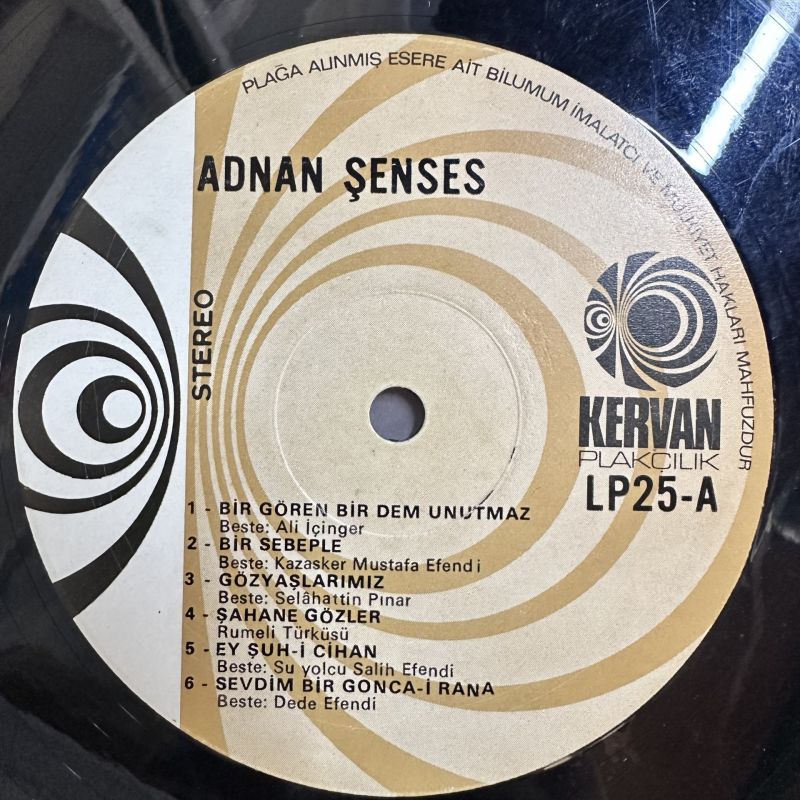 PLAĞA ALINMIŞ ESERE AİT BİLUMUM İMALATCI VE MÜLKİYET HAKLARI MAHFUZDUR
ADNAN ŞENSES
STEREO
KERVAN
PLAKÇILIK
LP25-A
1 - BİR GÖREN BİR DEM UNUTMAZ
Beste: Ali İçinger
2 - BİR SEBEPLE
Beste: Kazasker Mustafa Efendi
3 - GÖZYAŞLARIMIZ
Beste: Selâhattin Pınar
4 - ŞAHANE GÖZLER
Rumeli Türküsü
5 - EY ŞUH-İ CİHAN
Beste: Su yolcu Salih Efendi
6 - SEVDİM BİR GONCA-İ RANA
Beste: Dede Efendi